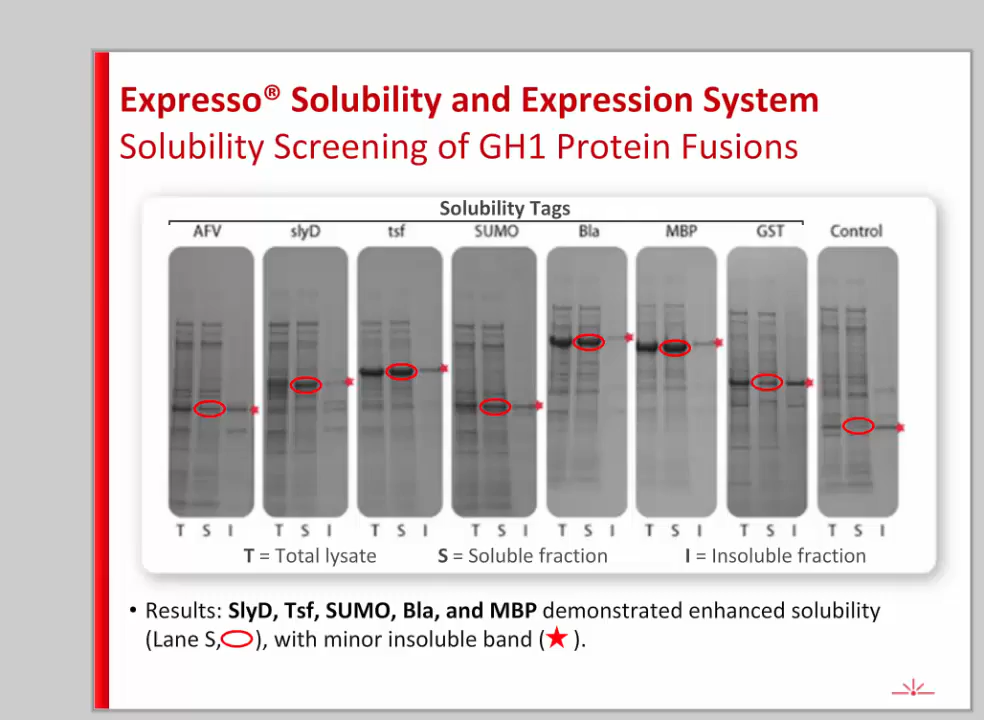 Expresso® Solubility and Expression System
Solubility Screening of GH1 Protein Fusions
Solubility Tags
AFV slyD tsf SUMO Bla MBP GST Control
T S I T S I T S I T S I T S I T S I T S I T S I
T = Total lysate S = Soluble fraction I = Insoluble fraction
• Results: SlyD, Tsf, SUMO, Bla, and MBP demonstrated enhanced solubility
(Lane S, ), with minor insoluble band (★ ).